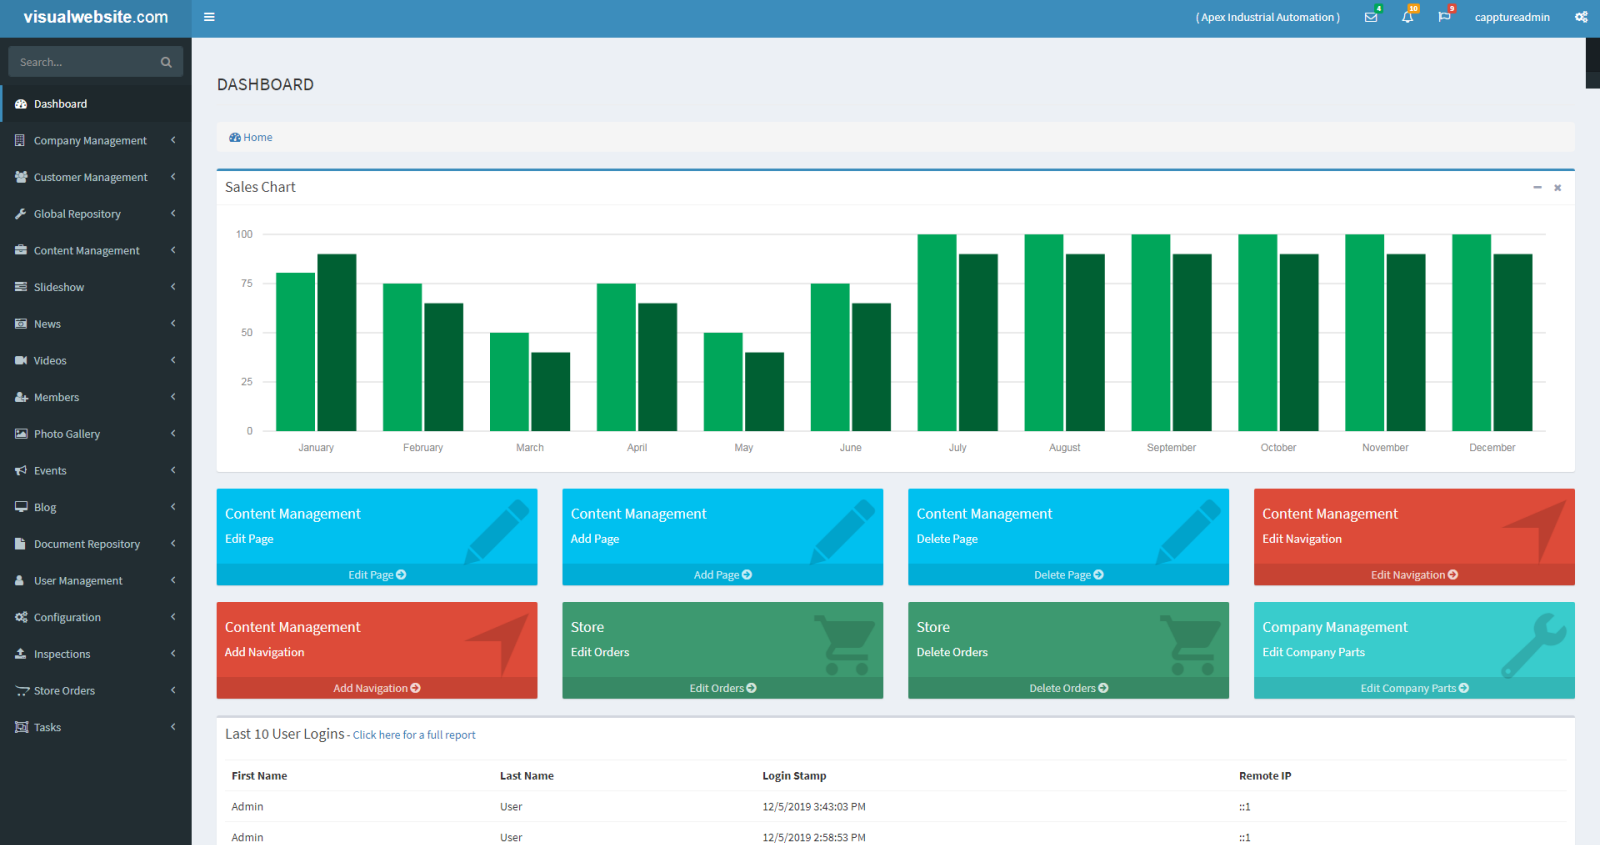 visualwebsite.com
( Apex Industrial Automation )
4
10
9
capptureadmin
Search...
Dashboard
Company Management
Customer Management
Global Repository
Content Management
Slideshow
News
Videos
Members
Photo Gallery
Events
Blog
Document Repository
User Management
Configuration
Inspections
Store Orders
Tasks
DASHBOARD
Home
Sales Chart
100
75
50
25
0
January February March April May June July August September October November December
Content Management
Edit Page
Edit Page
Content Management
Add Page
Add Page
Content Management
Delete Page
Delete Page
Content Management
Edit Navigation
Edit Navigation
Content Management
Add Navigation
Add Navigation
Store
Edit Orders
Edit Orders
Store
Delete Orders
Delete Orders
Company Management
Edit Company Parts
Edit Company Parts
Last 10 User Logins - Click here for a full report
First Name Last Name Login Stamp Remote IP
Admin User 12/5/2019 3:43:03 PM ::1
Admin User 12/5/2019 2:58:53 PM ::1